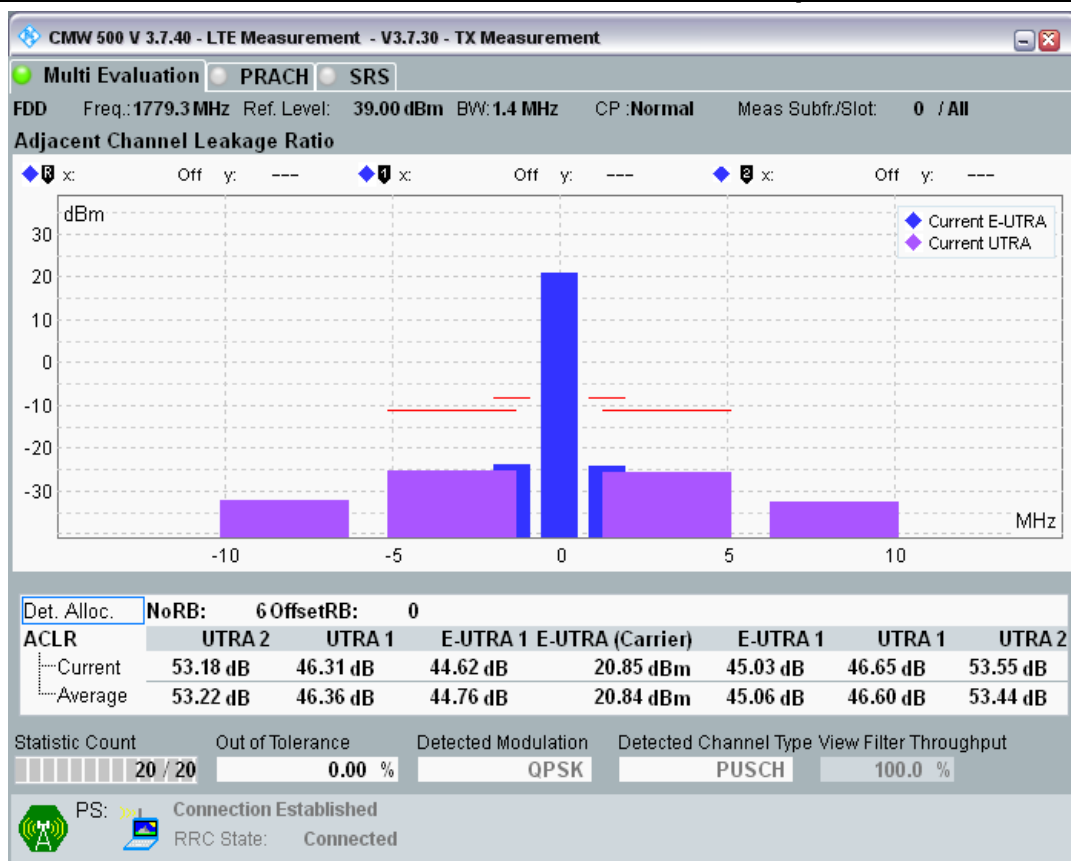 CMW 500 V 3.7.40 - LTE Measurement - V3.7.30 - TX Measurement
Multi Evaluation PRACH SRS
FDD Freq.: 1779.3 MHz Ref. Level: 39.00 dBm BW: 1.4 MHz CP :Normal Meas Subfr./Slot: 0 / All
Adjacent Channel Leakage Ratio
R x: Off y: --- 1 x: Off y: --- 2 x: Off y: ---
dBm
Current E-UTRA
Current UTRA
30
20
10
0
-10
-20
-30
MHz
-10 -5 0 5 10
Det. Alloc. NoRB: 6 OffsetRB: 0
ACLR UTRA 2 UTRA 1 E-UTRA 1 E-UTRA (Carrier) E-UTRA 1 UTRA 1 UTRA 2
Current 53.18 dB 46.31 dB 44.62 dB 20.85 dBm 45.03 dB 46.65 dB 53.55 dB
Average 53.22 dB 46.36 dB 44.76 dB 20.84 dBm 45.06 dB 46.60 dB 53.44 dB
Statistic Count Out of Tolerance Detected Modulation Detected Channel Type View Filter Throughput
20 / 20 0.00 % QPSK PUSCH 100.0 %
PS: Connection Established
RRC State: Connected